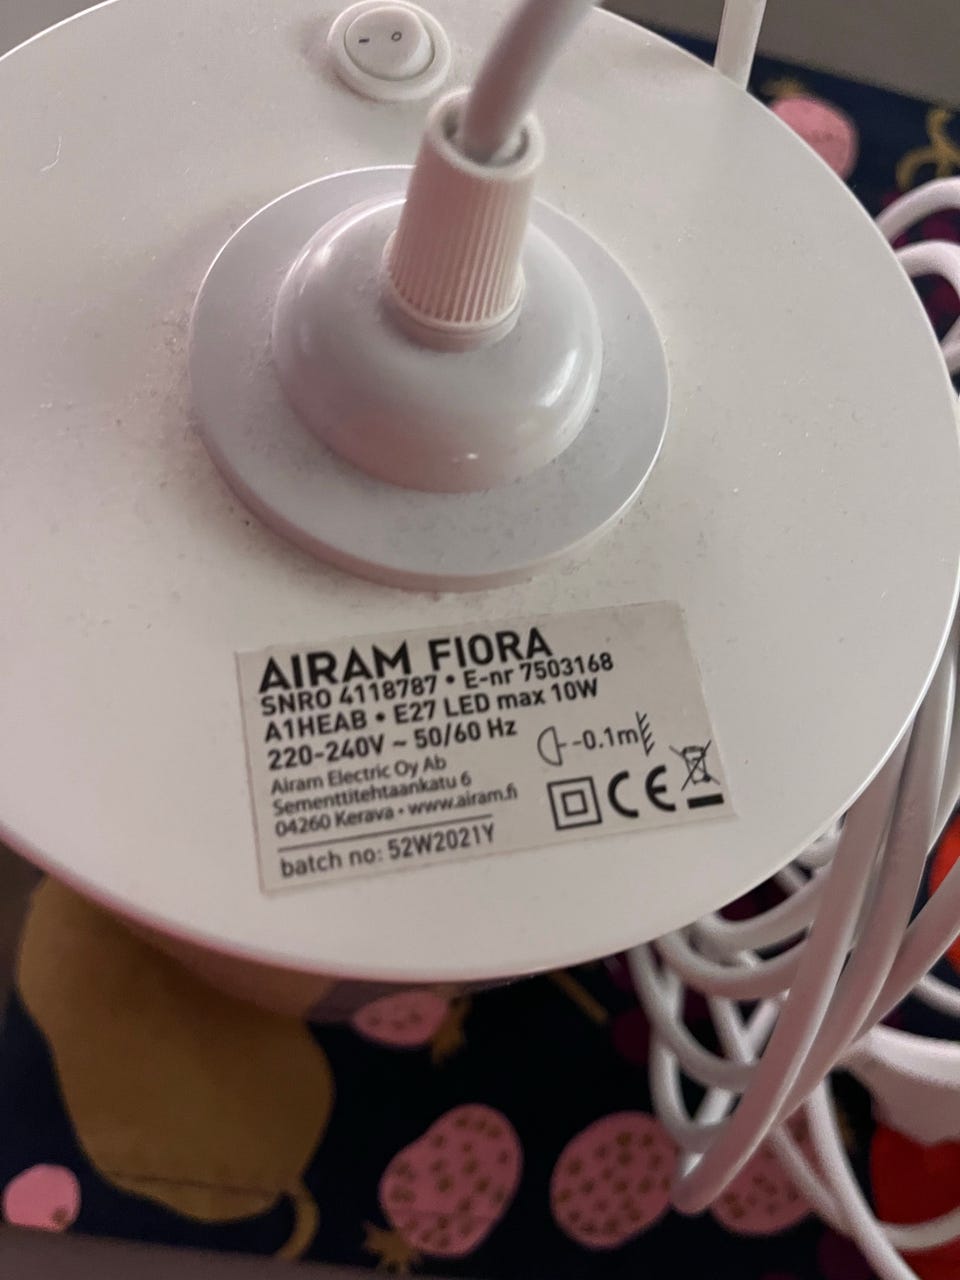 - O
AIRAM FIORA
SNRO 4118787 • E-nr 7503168
A1HEAB • E27 LED max 10W
220-240V ~ 50/60 Hz
Airam Electric Oy Ab
Sementtitehtaankatu 6
04260 Kerava • www.airam.fi
-0.1m
CE
batch no: 52W2021Y